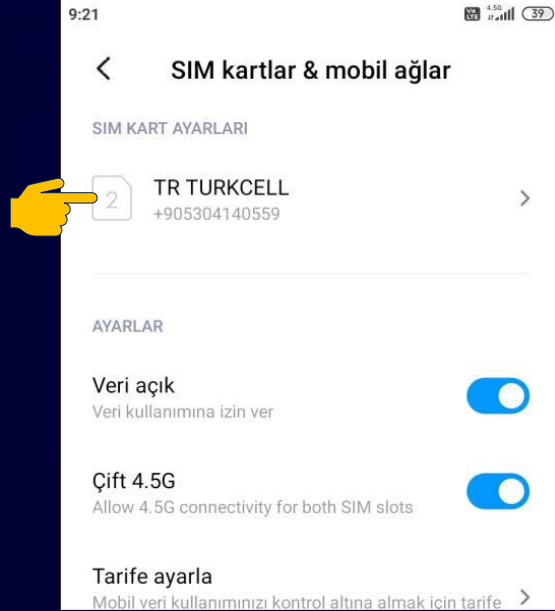 9:21
Vo LTE 4.5G 39
SIM kartlar & mobil ağlar
SIM KART AYARLARI
2
TR TURKCELL
+905304140559
AYARLAR
Veri açık
Veri kullanımına izin ver
Çift 4.5G
Allow 4.5G connectivity for both SIM slots
Tarife ayarla
Mobil veri kullanımınızı kontrol altına almak için tarife